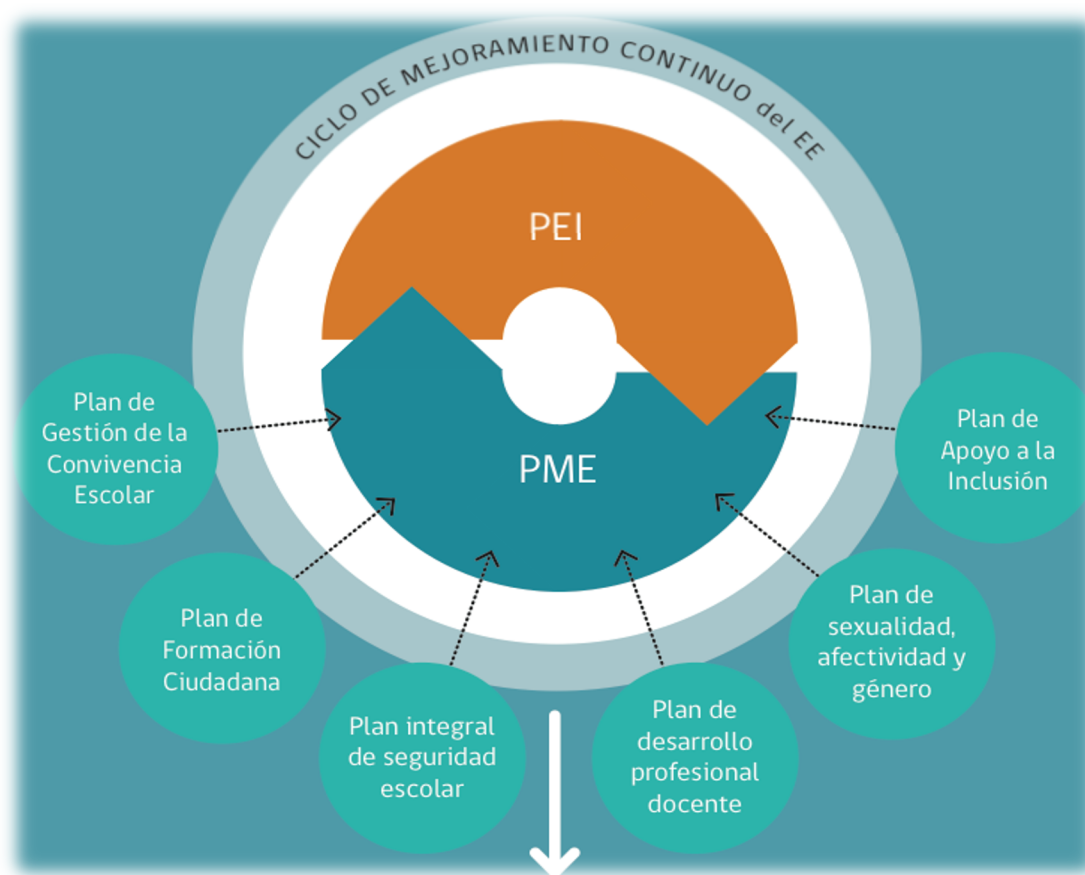 CICLO DE MEJORAMIENTO CONTINUO del EE
PEI
PME
Plan de
Gestión de la
Convivencia
Escolar
Plan de
Formación
Ciudadana
Plan integral
de seguridad
escolar
Plan de
desarrollo
profesional
docente
Plan de
sexualidad,
afectividad y
género
Plan de
Apoyo a la
Inclusión